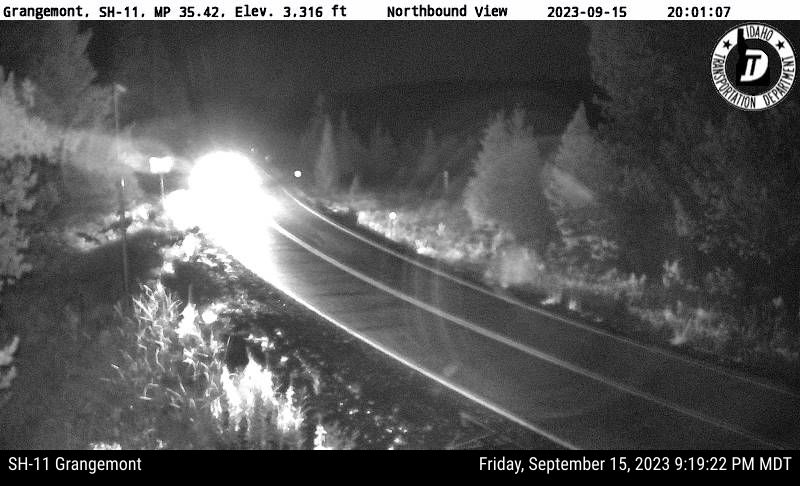 Grangemont, SH-11, MP 35.42, Elev. 3,316 ft Northbound View 2023-09-15 20:01:07
IDAHO
TRANSPORTATION DEPARTMENT
SH-11 Grangemont Friday, September 15, 2023 9:19:22 PM MDT